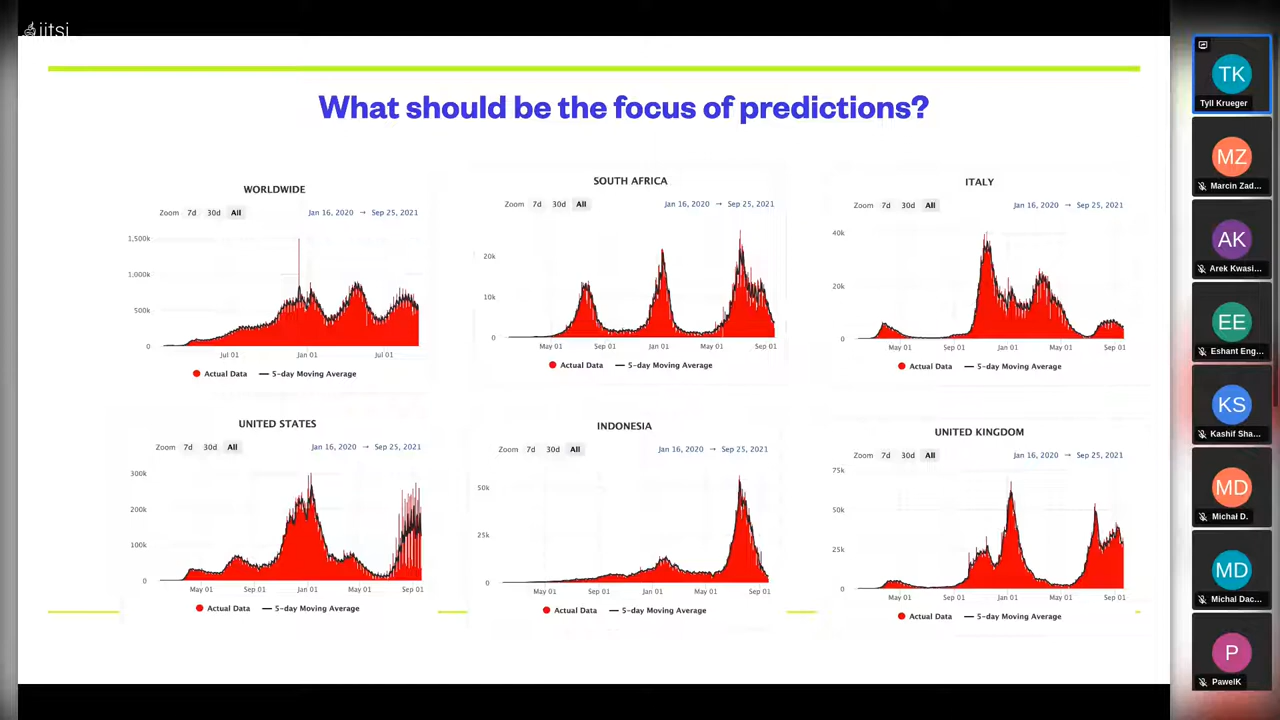 jitsi
What should be the focus of predictions?
WORLDWIDE
Zoom 7d 30d All Jan 16, 2020 → Sep 25, 2021
1,500k
1,000k
500k
0
Jul 01 Jan 01 Jul 01
Actual Data 5-day Moving Average
SOUTH AFRICA
Zoom 7d 30d All Jan 16, 2020 → Sep 25, 2021
20k
10k
0
May 01 Sep 01 Jan 01 May 01 Sep 01
Actual Data 5-day Moving Average
ITALY
Zoom 7d 30d All Jan 16, 2020 → Sep 25, 2021
40k
20k
0
May 01 Sep 01 Jan 01 May 01 Sep 01
Actual Data 5-day Moving Average
UNITED STATES
Zoom 7d 30d All Jan 16, 2020 → Sep 25, 2021
300k
200k
100k
0
May 01 Sep 01 Jan 01 May 01 Sep 01
Actual Data 5-day Moving Average
INDONESIA
Zoom 7d 30d All Jan 16, 2020 → Sep 25, 2021
50k
25k
0
May 01 Sep 01 Jan 01 May 01 Sep 01
Actual Data 5-day Moving Average
UNITED KINGDOM
Zoom 7d 30d All Jan 16, 2020 → Sep 25, 2021
75k
50k
25k
0
May 01 Sep 01 Jan 01 May 01 Sep 01
Actual Data 5-day Moving Average
TK
Tyll Krueger
MZ
Marcin Zad...
AK
Arek Kwasi...
EE
Eshant Eng...
KS
Kashif Sha...
MD
Michał D.
MD
Michal Dac...
P
PawelK